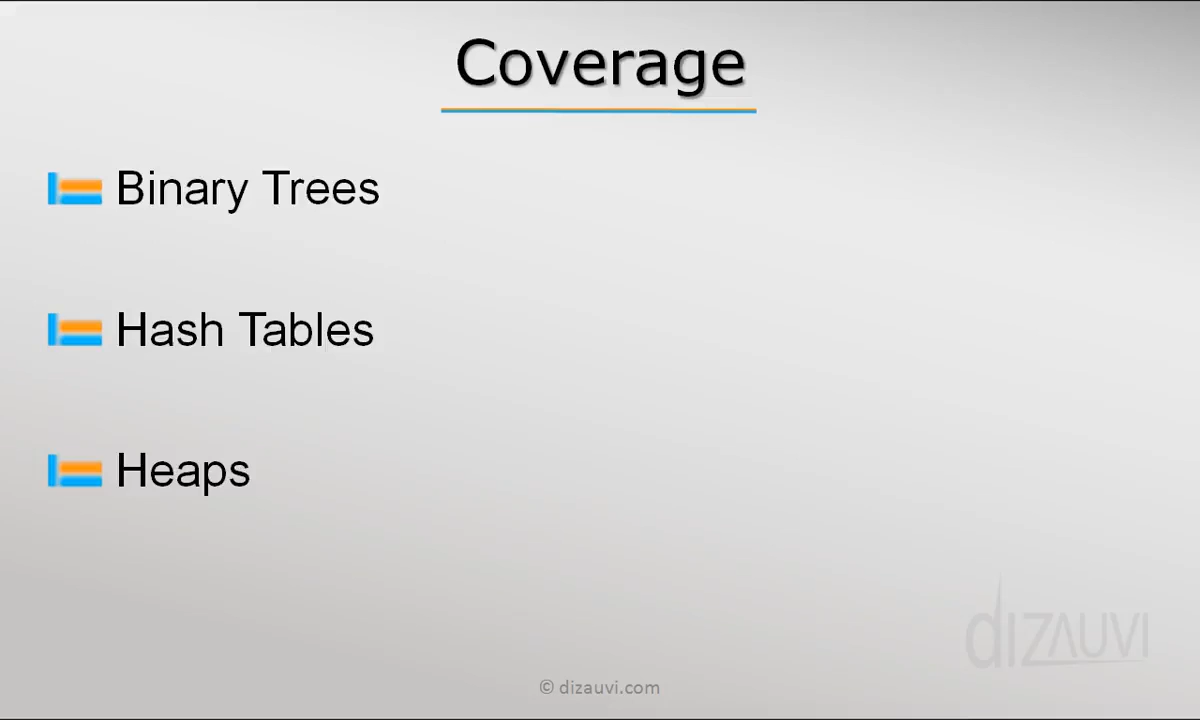 Coverage
Binary Trees
Hash Tables
Heaps
dizauvi
© dizauvi.com